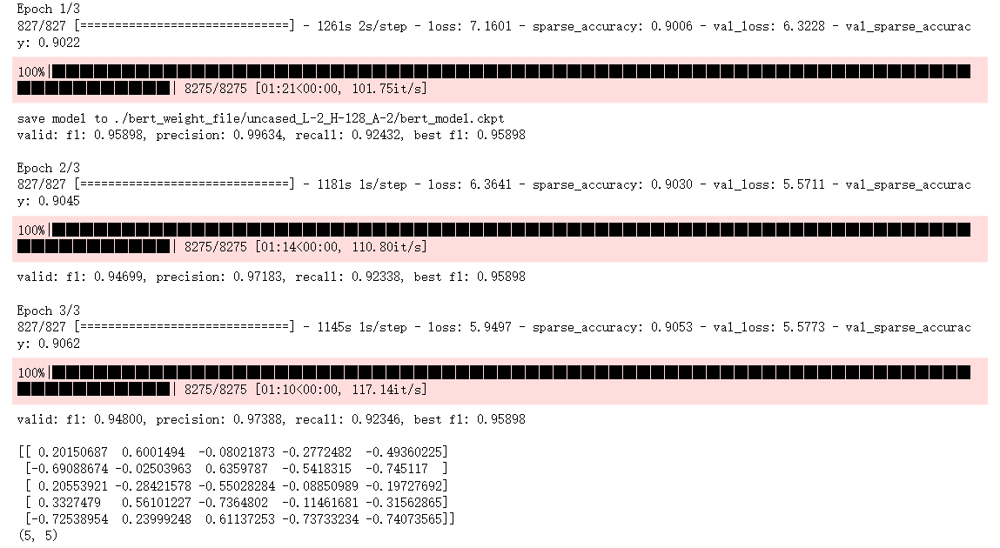 Epoch 1/3
827/827 [==============================] - 1261s 2s/step - loss: 7.1601 - sparse_accuracy: 0.9006 - val_loss: 6.3228 - val_sparse_accurac
y: 0.9022
100%|██████████████████████████████████████████████████████████████████
███████████| 8275/8275 [01:21<00:00, 101.75it/s]
save model to ./bert_weight_file/uncased_L-2_H-128_A-2/bert_model.ckpt
valid: f1: 0.95898, precision: 0.99634, recall: 0.92432, best f1: 0.95898
Epoch 2/3
827/827 [==============================] - 1181s 1s/step - loss: 6.3641 - sparse_accuracy: 0.9030 - val_loss: 5.5711 - val_sparse_accurac
y: 0.9045
100%|██████████████████████████████████████████████████████████████████
███████████| 8275/8275 [01:14<00:00, 110.80it/s]
valid: f1: 0.94699, precision: 0.97183, recall: 0.92338, best f1: 0.95898
Epoch 3/3
827/827 [==============================] - 1145s 1s/step - loss: 5.9497 - sparse_accuracy: 0.9053 - val_loss: 5.5773 - val_sparse_accurac
y: 0.9062
100%|██████████████████████████████████████████████████████████████████
███████████| 8275/8275 [01:10<00:00, 117.14it/s]
valid: f1: 0.94800, precision: 0.97388, recall: 0.92346, best f1: 0.95898
[[ 0.20150687  0.6001494  -0.08021873 -0.2772482  -0.49360225]
 [-0.69088674 -0.02503963  0.6359787  -0.5418315  -0.745117  ]
 [ 0.20553921 -0.28421578 -0.55028284 -0.08850989 -0.19727692]
 [ 0.3327479   0.56101227 -0.7364802  -0.11461681 -0.31562865]
 [-0.72538954  0.23999248  0.61137253 -0.73733234 -0.74073565]]
(5, 5)